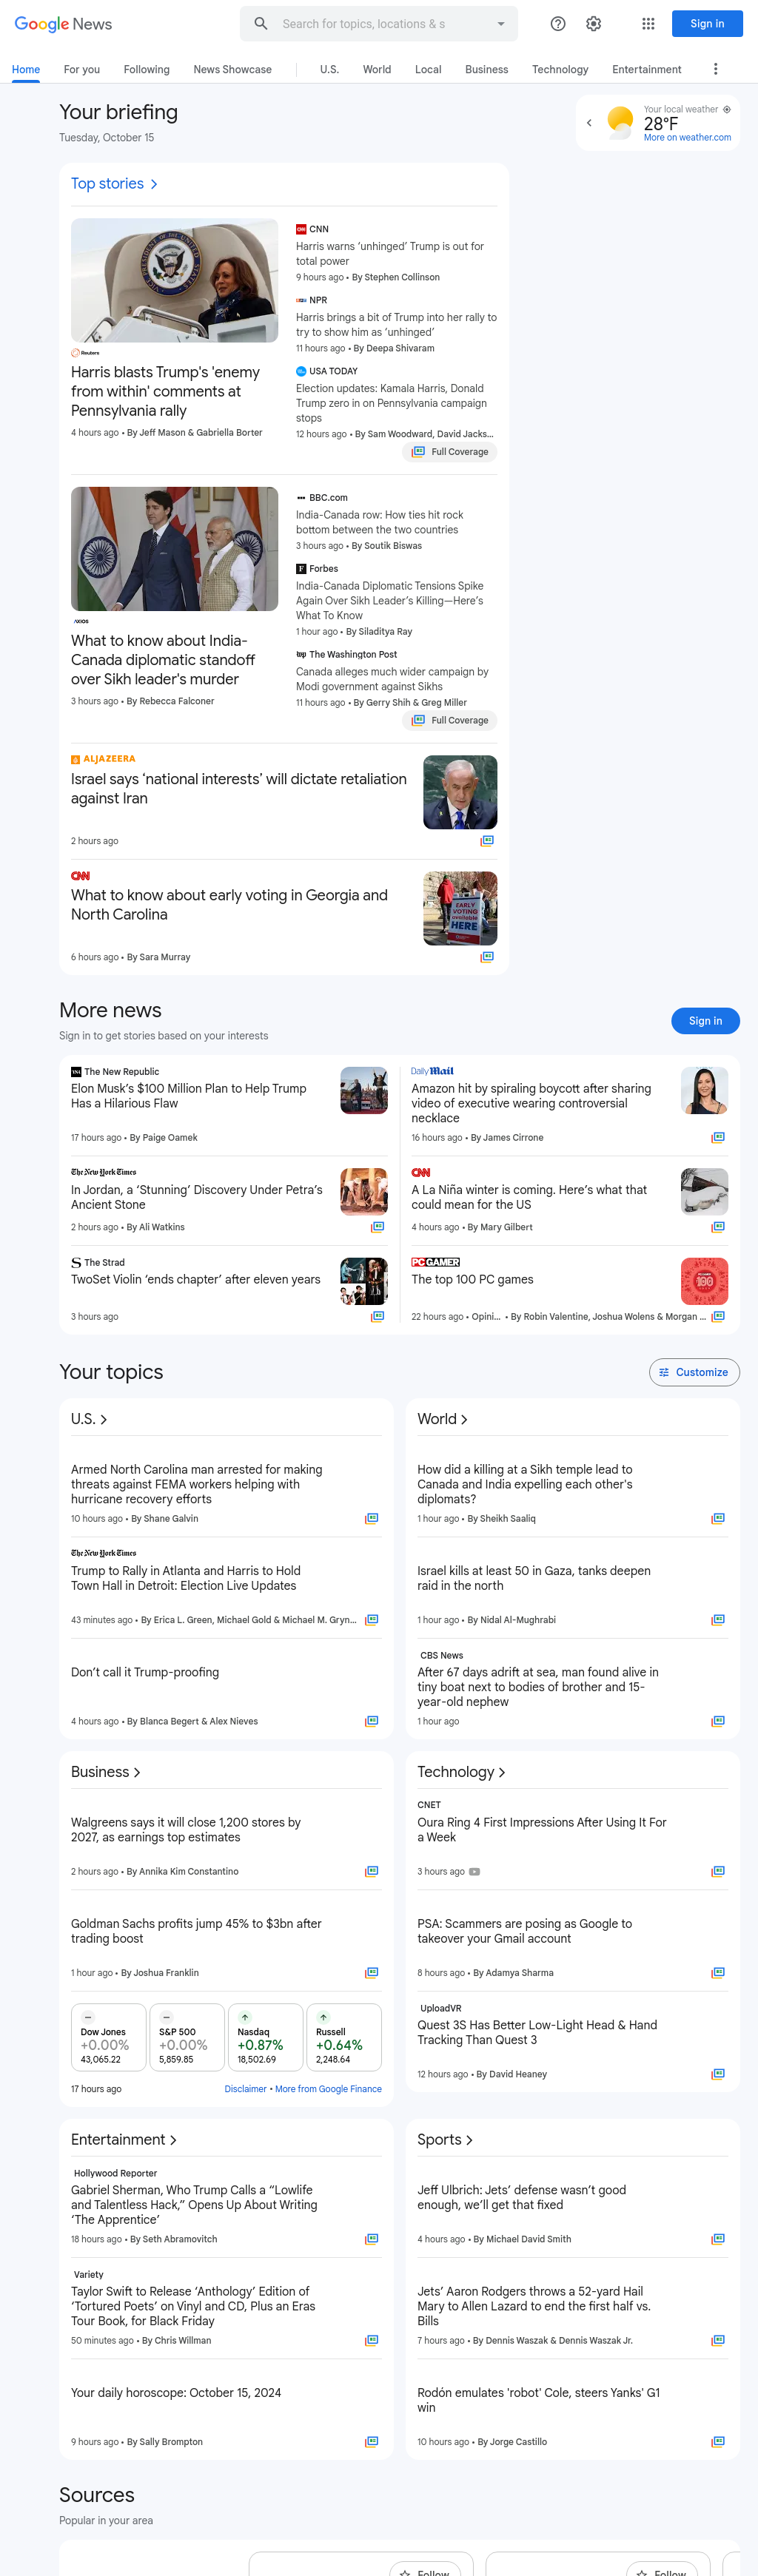 Google News
Search for topics, locations & s
Sign in
Home For you Following News Showcase U.S. World Local Business Technology Entertainment
Your briefing
Tuesday, October 15
Your local weather
28°F
More on weather.com
Top stories
Reuters
Harris blasts Trump's 'enemy
from within' comments at
Pennsylvania rally
4 hours ago • By Jeff Mason & Gabriella Borter
CNN
Harris warns ‘unhinged’ Trump is out for
total power
9 hours ago • By Stephen Collinson
NPR
Harris brings a bit of Trump into her rally to
try to show him as ‘unhinged’
11 hours ago • By Deepa Shivaram
USA TODAY
Election updates: Kamala Harris, Donald
Trump zero in on Pennsylvania campaign
stops
12 hours ago • By Sam Woodward, David Jacks...
Full Coverage
AXIOS
What to know about India-
Canada diplomatic standoff
over Sikh leader's murder
3 hours ago • By Rebecca Falconer
BBC.com
India-Canada row: How ties hit rock
bottom between the two countries
3 hours ago • By Soutik Biswas
Forbes
India-Canada Diplomatic Tensions Spike
Again Over Sikh Leader’s Killing—Here’s
What To Know
1 hour ago • By Siladitya Ray
The Washington Post
Canada alleges much wider campaign by
Modi government against Sikhs
11 hours ago • By Gerry Shih & Greg Miller
Full Coverage
ALJAZEERA
Israel says ‘national interests’ will dictate retaliation
against Iran
2 hours ago
CNN
What to know about early voting in Georgia and
North Carolina
EARLY
VOTING
available
HERE
6 hours ago • By Sara Murray
More news
Sign in to get stories based on your interests
Sign in
The New Republic
Elon Musk’s $100 Million Plan to Help Trump
Has a Hilarious Flaw
17 hours ago • By Paige Oamek
Daily Mail
Amazon hit by spiraling boycott after sharing
video of executive wearing controversial
necklace
16 hours ago • By James Cirrone
The New York Times
In Jordan, a ‘Stunning’ Discovery Under Petra’s
Ancient Stone
2 hours ago • By Ali Watkins
CNN
A La Niña winter is coming. Here’s what that
could mean for the US
4 hours ago • By Mary Gilbert
The Strad
TwoSet Violin ‘ends chapter’ after eleven years
3 hours ago
PC GAMER
The top 100 PC games
100
22 hours ago • Opini... • By Robin Valentine, Joshua Wolens & Morgan ...
Your topics
Customize
U.S.
Armed North Carolina man arrested for making
threats against FEMA workers helping with
hurricane recovery efforts
10 hours ago • By Shane Galvin
The New York Times
Trump to Rally in Atlanta and Harris to Hold
Town Hall in Detroit: Election Live Updates
43 minutes ago • By Erica L. Green, Michael Gold & Michael M. Gryn...
Don’t call it Trump-proofing
4 hours ago • By Blanca Begert & Alex Nieves
World
How did a killing at a Sikh temple lead to
Canada and India expelling each other's
diplomats?
1 hour ago • By Sheikh Saaliq
Israel kills at least 50 in Gaza, tanks deepen
raid in the north
1 hour ago • By Nidal Al-Mughrabi
CBS News
After 67 days adrift at sea, man found alive in
tiny boat next to bodies of brother and 15-
year-old nephew
1 hour ago
Business
Walgreens says it will close 1,200 stores by
2027, as earnings top estimates
2 hours ago • By Annika Kim Constantino
Goldman Sachs profits jump 45% to $3bn after
trading boost
1 hour ago • By Joshua Franklin
Dow Jones
+0.00%
43,065.22
S&P 500
+0.00%
5,859.85
Nasdaq
+0.87%
18,502.69
Russell
+0.64%
2,248.64
17 hours ago
Disclaimer • More from Google Finance
Technology
CNET
Oura Ring 4 First Impressions After Using It For
a Week
3 hours ago
PSA: Scammers are posing as Google to
takeover your Gmail account
8 hours ago • By Adamya Sharma
UploadVR
Quest 3S Has Better Low-Light Head & Hand
Tracking Than Quest 3
12 hours ago • By David Heaney
Entertainment
Hollywood Reporter
Gabriel Sherman, Who Trump Calls a “Lowlife
and Talentless Hack,” Opens Up About Writing
‘The Apprentice’
18 hours ago • By Seth Abramovitch
Variety
Taylor Swift to Release ‘Anthology’ Edition of
‘Tortured Poets’ on Vinyl and CD, Plus an Eras
Tour Book, for Black Friday
50 minutes ago • By Chris Willman
Your daily horoscope: October 15, 2024
9 hours ago • By Sally Brompton
Sports
Jeff Ulbrich: Jets’ defense wasn’t good
enough, we’ll get that fixed
4 hours ago • By Michael David Smith
Jets’ Aaron Rodgers throws a 52-yard Hail
Mary to Allen Lazard to end the first half vs.
Bills
7 hours ago • By Dennis Waszak & Dennis Waszak Jr.
Rodón emulates 'robot' Cole, steers Yanks' G1
win
10 hours ago • By Jorge Castillo
Sources
Popular in your area
Follow
Follow